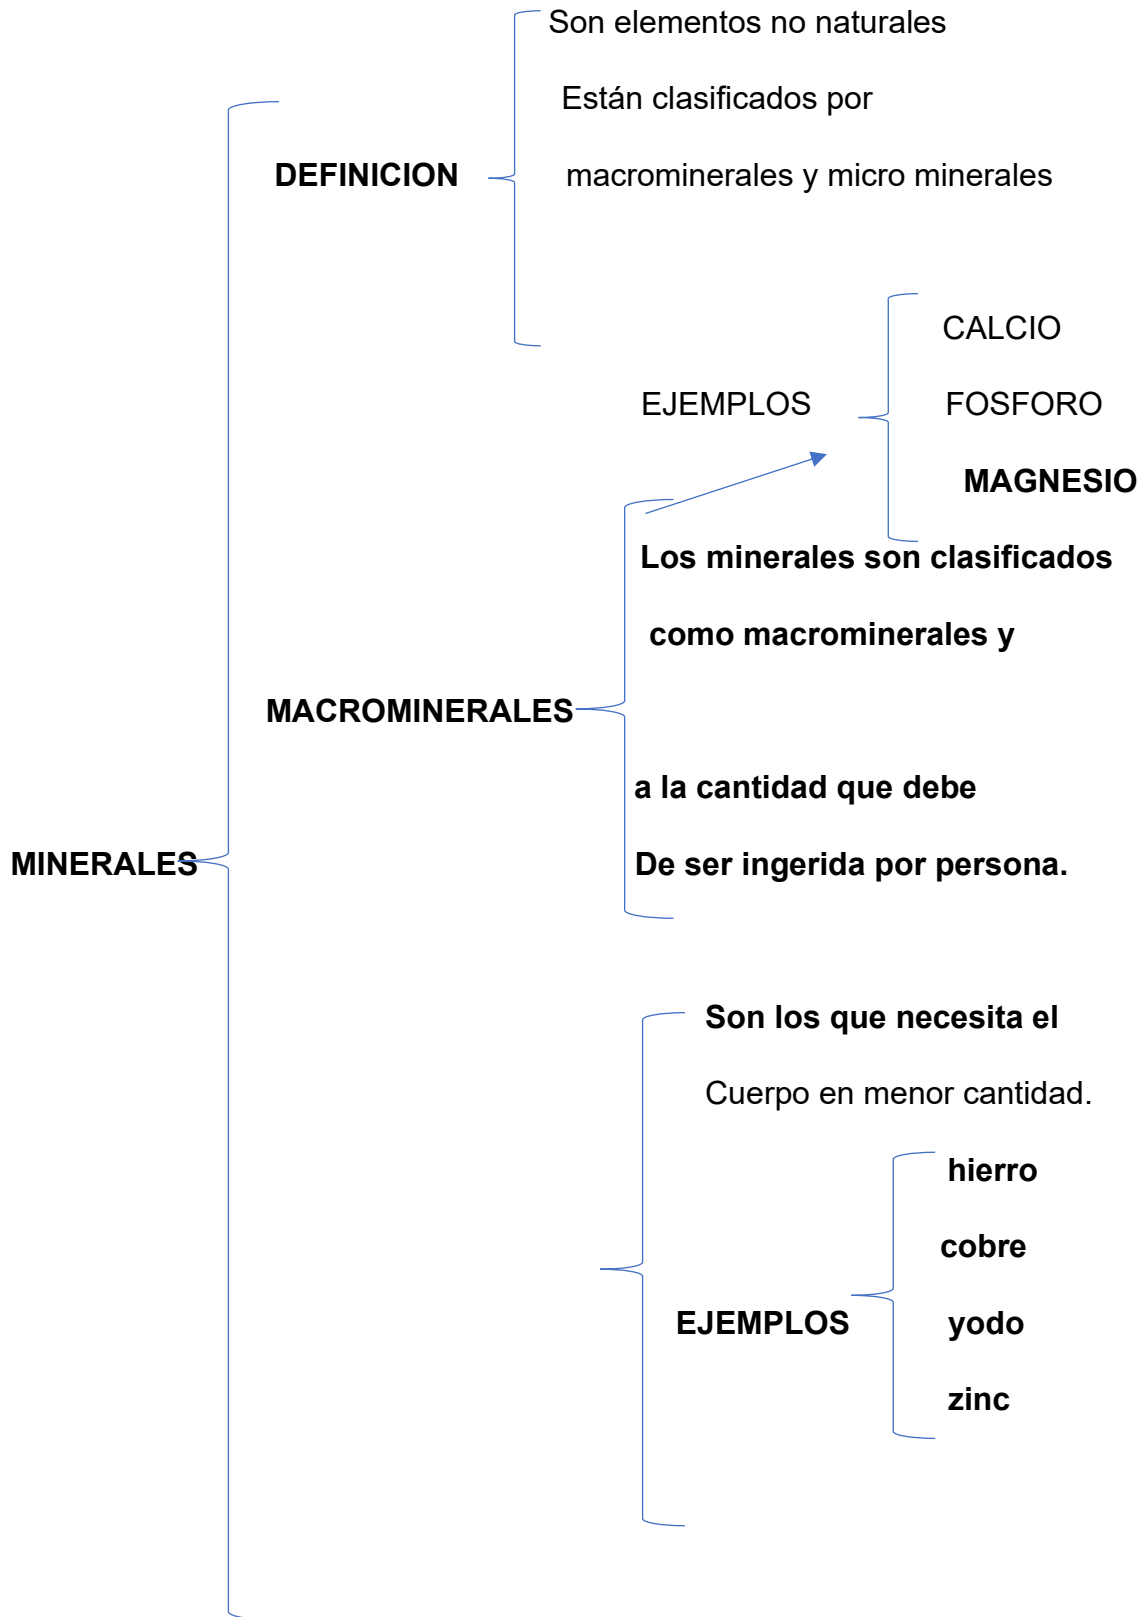 Son elementos no naturales
Están clasificados por
DEFINICION macrominerales y micro minerales
CALCIO
EJEMPLOS FOSFORO
MAGNESIO
Los minerales son clasificados
como macrominerales y
MACROMINERALES
a la cantidad que debe
MINERALES De ser ingerida por persona.
Son los que necesita el
Cuerpo en menor cantidad.
hierro
cobre
EJEMPLOS yodo
zinc